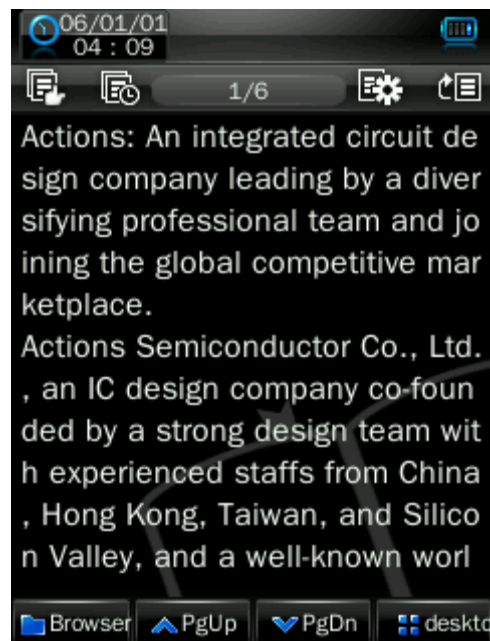 06/01/01
04 : 09
1/6
Actions: An integrated circuit de
sign company leading by a diver
sifying professional team and jo
ining the global competitive mar
ketplace.
Actions Semiconductor Co., Ltd.
, an IC design company co-foun
ded by a strong design team wit
h experienced staffs from China
, Hong Kong, Taiwan, and Silico
n Valley, and a well-known worl
Browser PgUp PgDn deskto